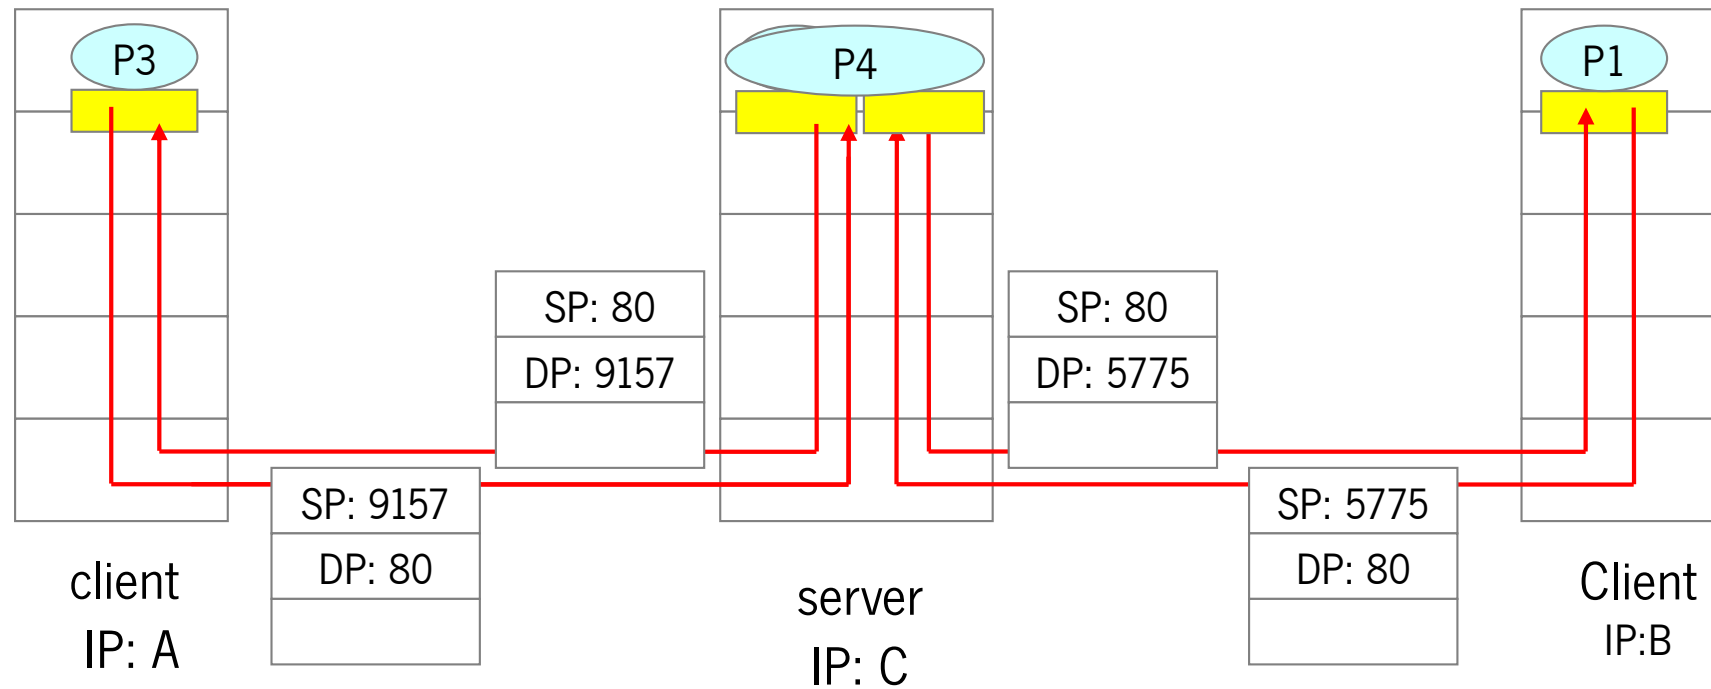 P3
P4
P1
SP: 80
DP: 9157
SP: 80
DP: 5775
SP: 9157
DP: 80
SP: 5775
DP: 80
client
IP: A
server
IP: C
Client
IP:B